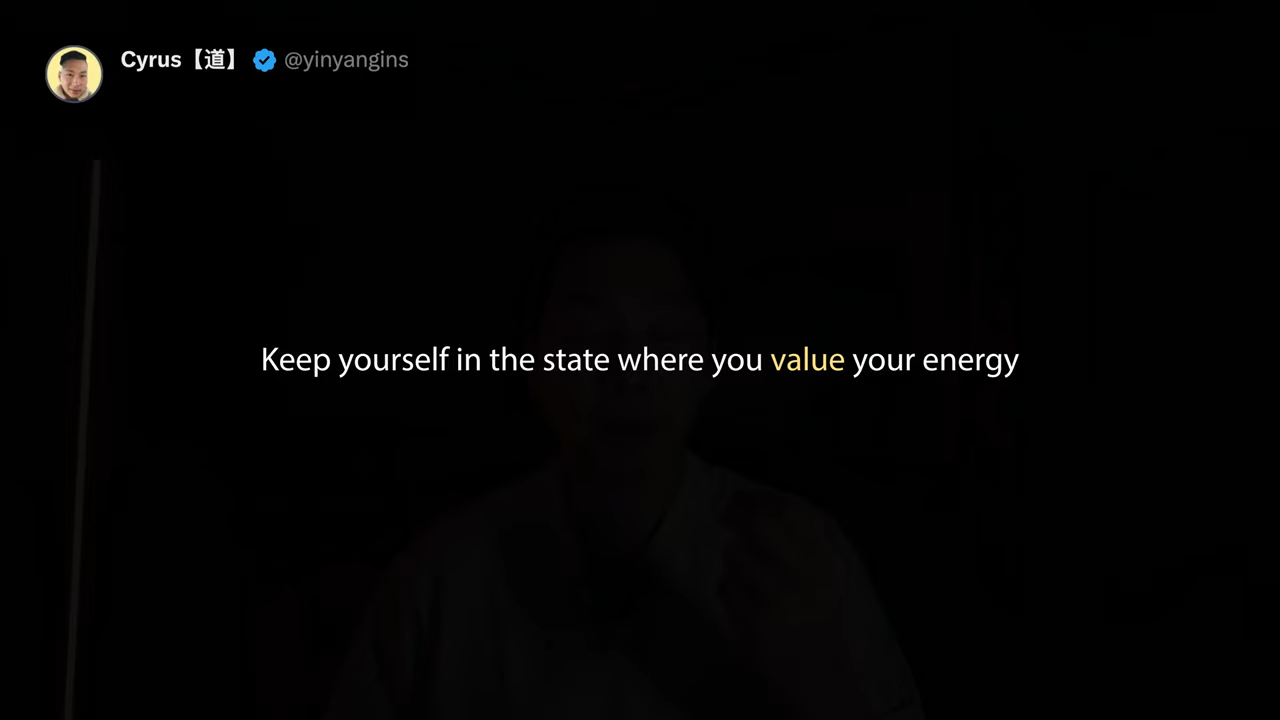 Cyrus【道】 @yinyangins
Keep yourself in the state where you value your energy